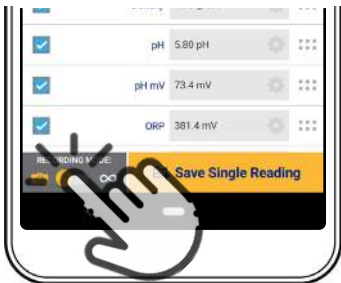 pH 5.80 pH
pH mV 73.4 mV
ORP 381.4 mV
RECORDING MODE:
Save Single Reading